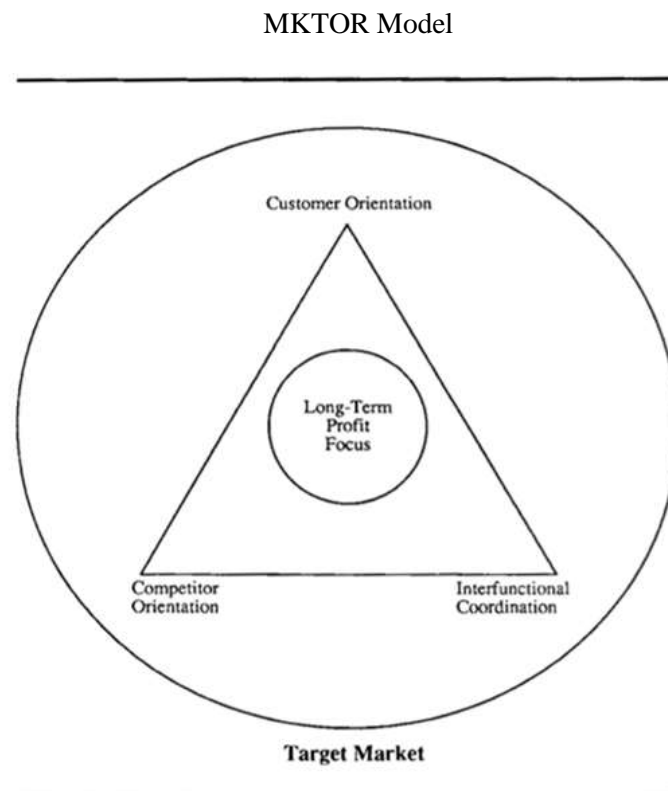 MKTOR Model
Customer Orientation
Long-Term
Profit
Focus
Competitor
Orientation
Interfunctional
Coordination
Target Market